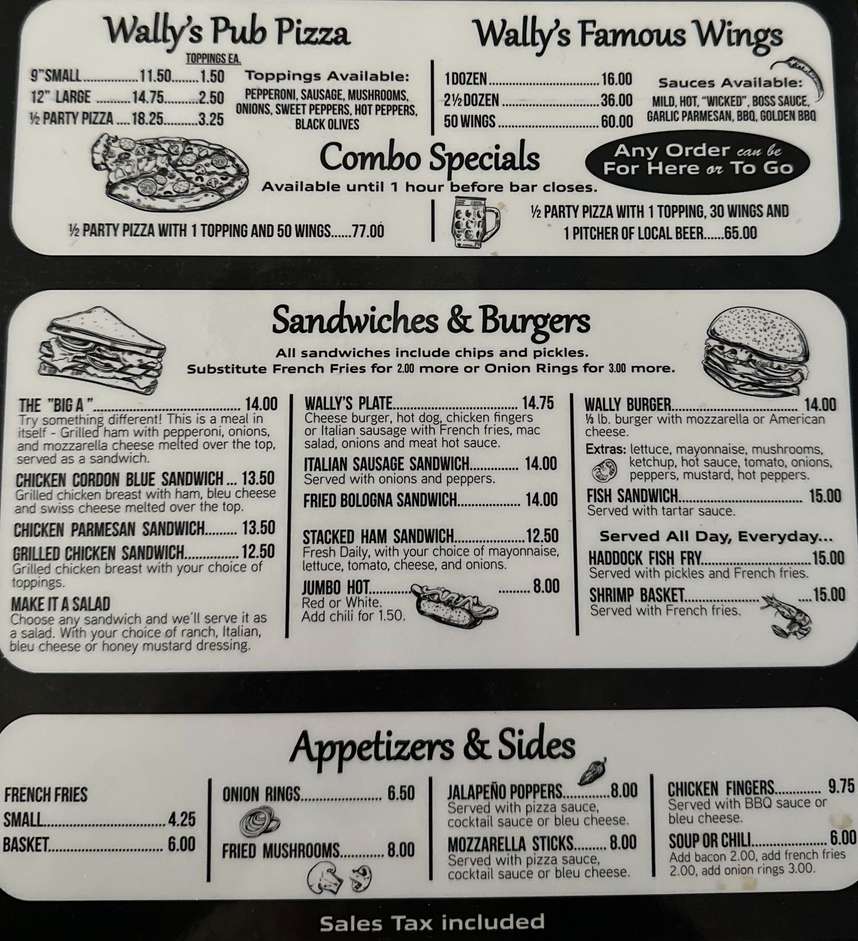 Wally's Pub Pizza
TOPPINGS EA.
9"SMALL..............11.50.......1.50
12" LARGE .........14.75.........2.50
½ PARTY PIZZA ....18.25.........3.25
Toppings Available:
PEPPERONI, SAUSAGE, MUSHROOMS,
ONIONS, SWEET PEPPERS, HOT PEPPERS,
BLACK OLIVES
Wally's Famous Wings
1 DOZEN.............................16.00
2½ DOZEN.........................36.00
50 WINGS..........................60.00
Sauces Available:
MILD, HOT, "WICKED", BOSS SAUCE,
GARLIC PARMESAN, BBQ, GOLDEN BBQ
Combo Specials
Available until 1 hour before bar closes.
Any Order can be
For Here or To Go
½ PARTY PIZZA WITH 1 TOPPING AND 50 WINGS......77.00
½ PARTY PIZZA WITH 1 TOPPING, 30 WINGS AND
1 PITCHER OF LOCAL BEER......65.00
Sandwiches & Burgers
All sandwiches include chips and pickles.
Substitute French Fries for 2.00 more or Onion Rings for 3.00 more.
THE "BIG A"..................................... 14.00
Try something different! This is a meal in
itself - Grilled ham with pepperoni, onions,
and mozzarella cheese melted over the top,
served as a sandwich.
CHICKEN CORDON BLUE SANDWICH ... 13.50
Grilled chicken breast with ham, bleu cheese
and swiss cheese melted over the top.
CHICKEN PARMESAN SANDWICH......... 13.50
GRILLED CHICKEN SANDWICH...............12.50
Grilled chicken breast with your choice of
toppings.
MAKE IT A SALAD
Choose any sandwich and we'll serve it as
a salad. With your choice of ranch, Italian,
bleu cheese or honey mustard dressing.
WALLY'S PLATE................................ 14.75
Cheese burger, hot dog, chicken fingers
or Italian sausage with French fries, mac
salad, onions and meat hot sauce.
ITALIAN SAUSAGE SANDWICH............. 14.00
Served with onions and peppers.
FRIED BOLOGNA SANDWICH............... 14.00
STACKED HAM SANDWICH...................12.50
Fresh Daily, with your choice of mayonnaise,
lettuce, tomato, cheese, and onions.
JUMBO HOT........... ......... 8.00
Red or White.
Add chili for 1.50.
WALLY BURGER................................ 14.00
⅓ lb. burger with mozzarella or American
cheese.
Extras: lettuce, mayonnaise, mushrooms,
ketchup, hot sauce, tomato, onions,
peppers, mustard, hot peppers.
FISH SANDWICH................................ 15.00
Served with tartar sauce.
Served All Day, Everyday...
HADDOCK FISH FRY............................15.00
Served with pickles and French fries.
SHRIMP BASKET................... ....15.00
Served with French fries.
Appetizers & Sides
FRENCH FRIES
SMALL............................... 4.25
BASKET............................. 6.00
ONION RINGS..................... 6.50
FRIED MUSHROOMS........... 8.00
JALAPEÑO POPPERS............8.00
Served with pizza sauce,
cocktail sauce or bleu cheese.
MOZZARELLA STICKS........ 8.00
Served with pizza sauce,
cocktail sauce or bleu cheese.
CHICKEN FINGERS............ 9.75
Served with BBQ sauce or
bleu cheese.
SOUP OR CHILI.................... 6.00
Add bacon 2.00, add french fries
2.00, add onion rings 3.00.
Sales Tax included